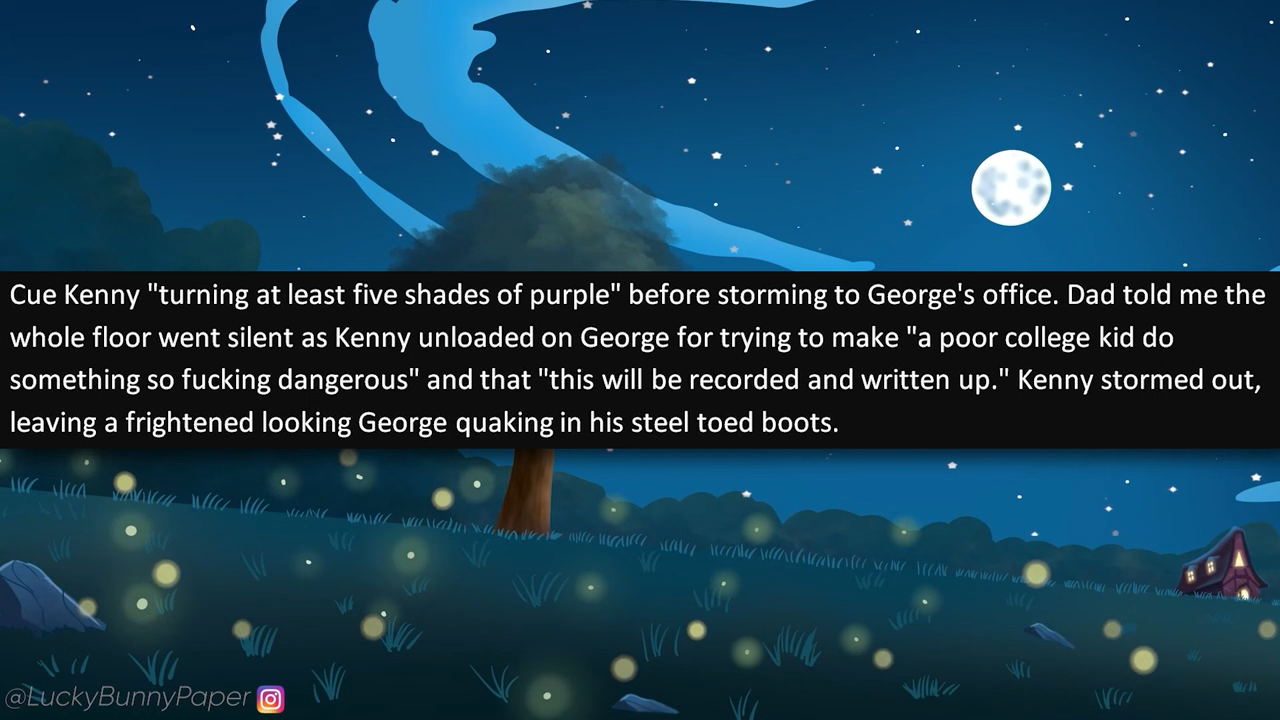 Cue Kenny "turning at least five shades of purple" before storming to George's office. Dad told me the
whole floor went silent as Kenny unloaded on George for trying to make "a poor college kid do
something so fucking dangerous" and that "this will be recorded and written up." Kenny stormed out,
leaving a frightened looking George quaking in his steel toed boots.
@LuckyBunnyPaper